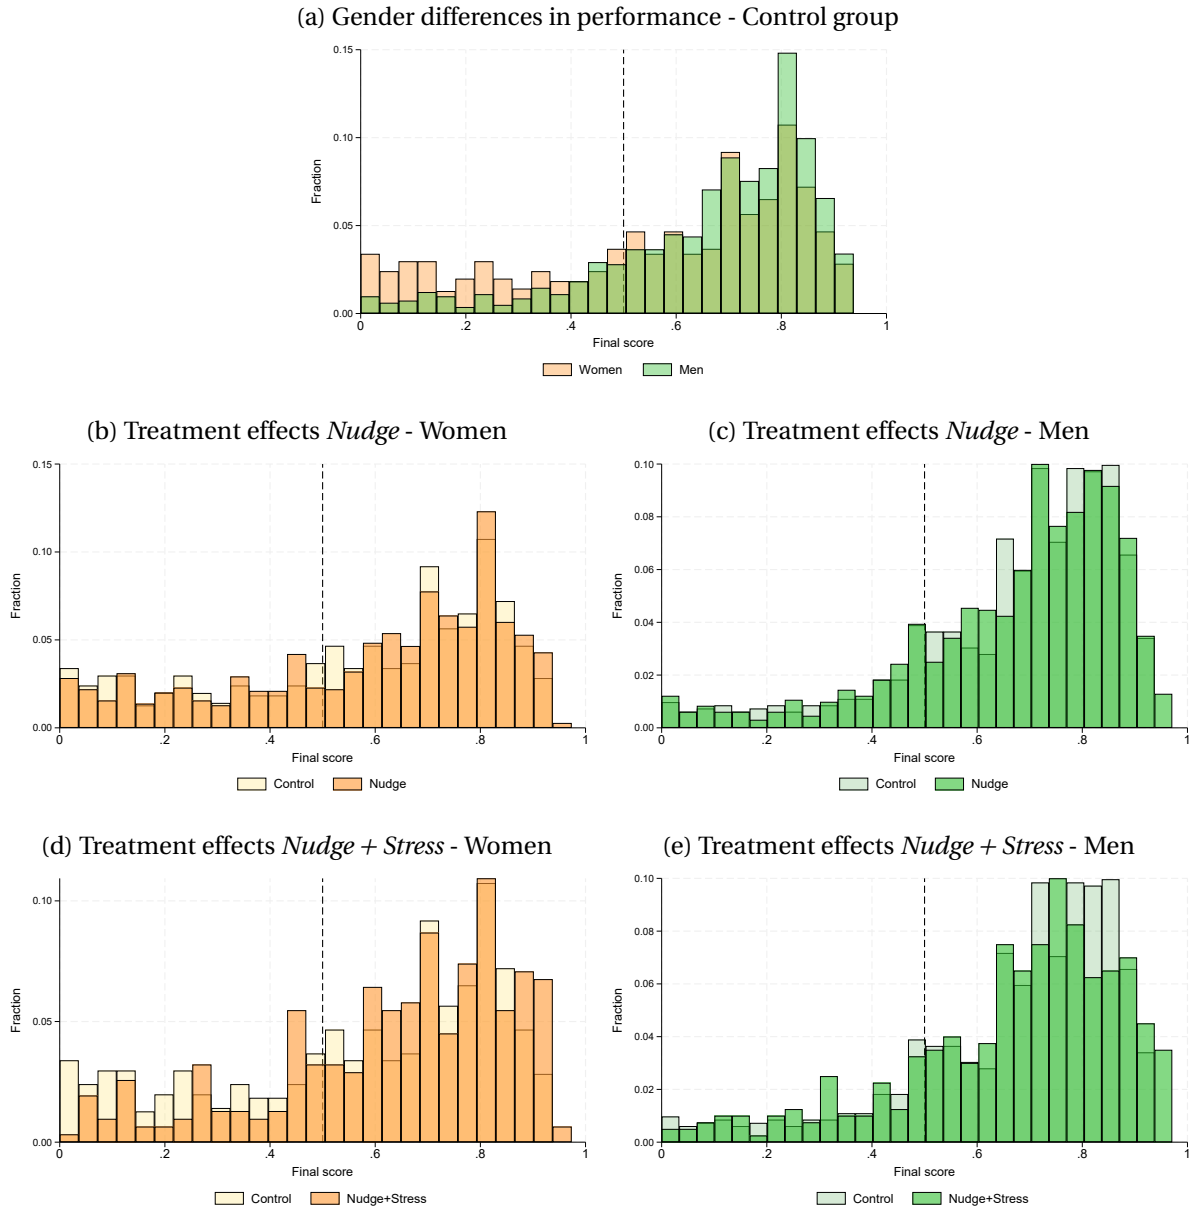 (a) Gender differences in performance - Control group
0.15
0.10
0.05
0.00
Fraction
0 .2 .4 .6 .8 1
Final score
Women Men
(b) Treatment effects Nudge - Women
0.15
0.10
0.05
0.00
Fraction
0 .2 .4 .6 .8 1
Final score
Control Nudge
(c) Treatment effects Nudge - Men
0.10
0.08
0.06
0.04
0.02
0.00
Fraction
0 .2 .4 .6 .8 1
Final score
Control Nudge
(d) Treatment effects Nudge + Stress - Women
0.10
0.05
0.00
Fraction
0 .2 .4 .6 .8 1
Final score
Control Nudge+Stress
(e) Treatment effects Nudge + Stress - Men
0.10
0.08
0.06
0.04
0.02
0.00
Fraction
0 .2 .4 .6 .8 1
Final score
Control Nudge+Stress